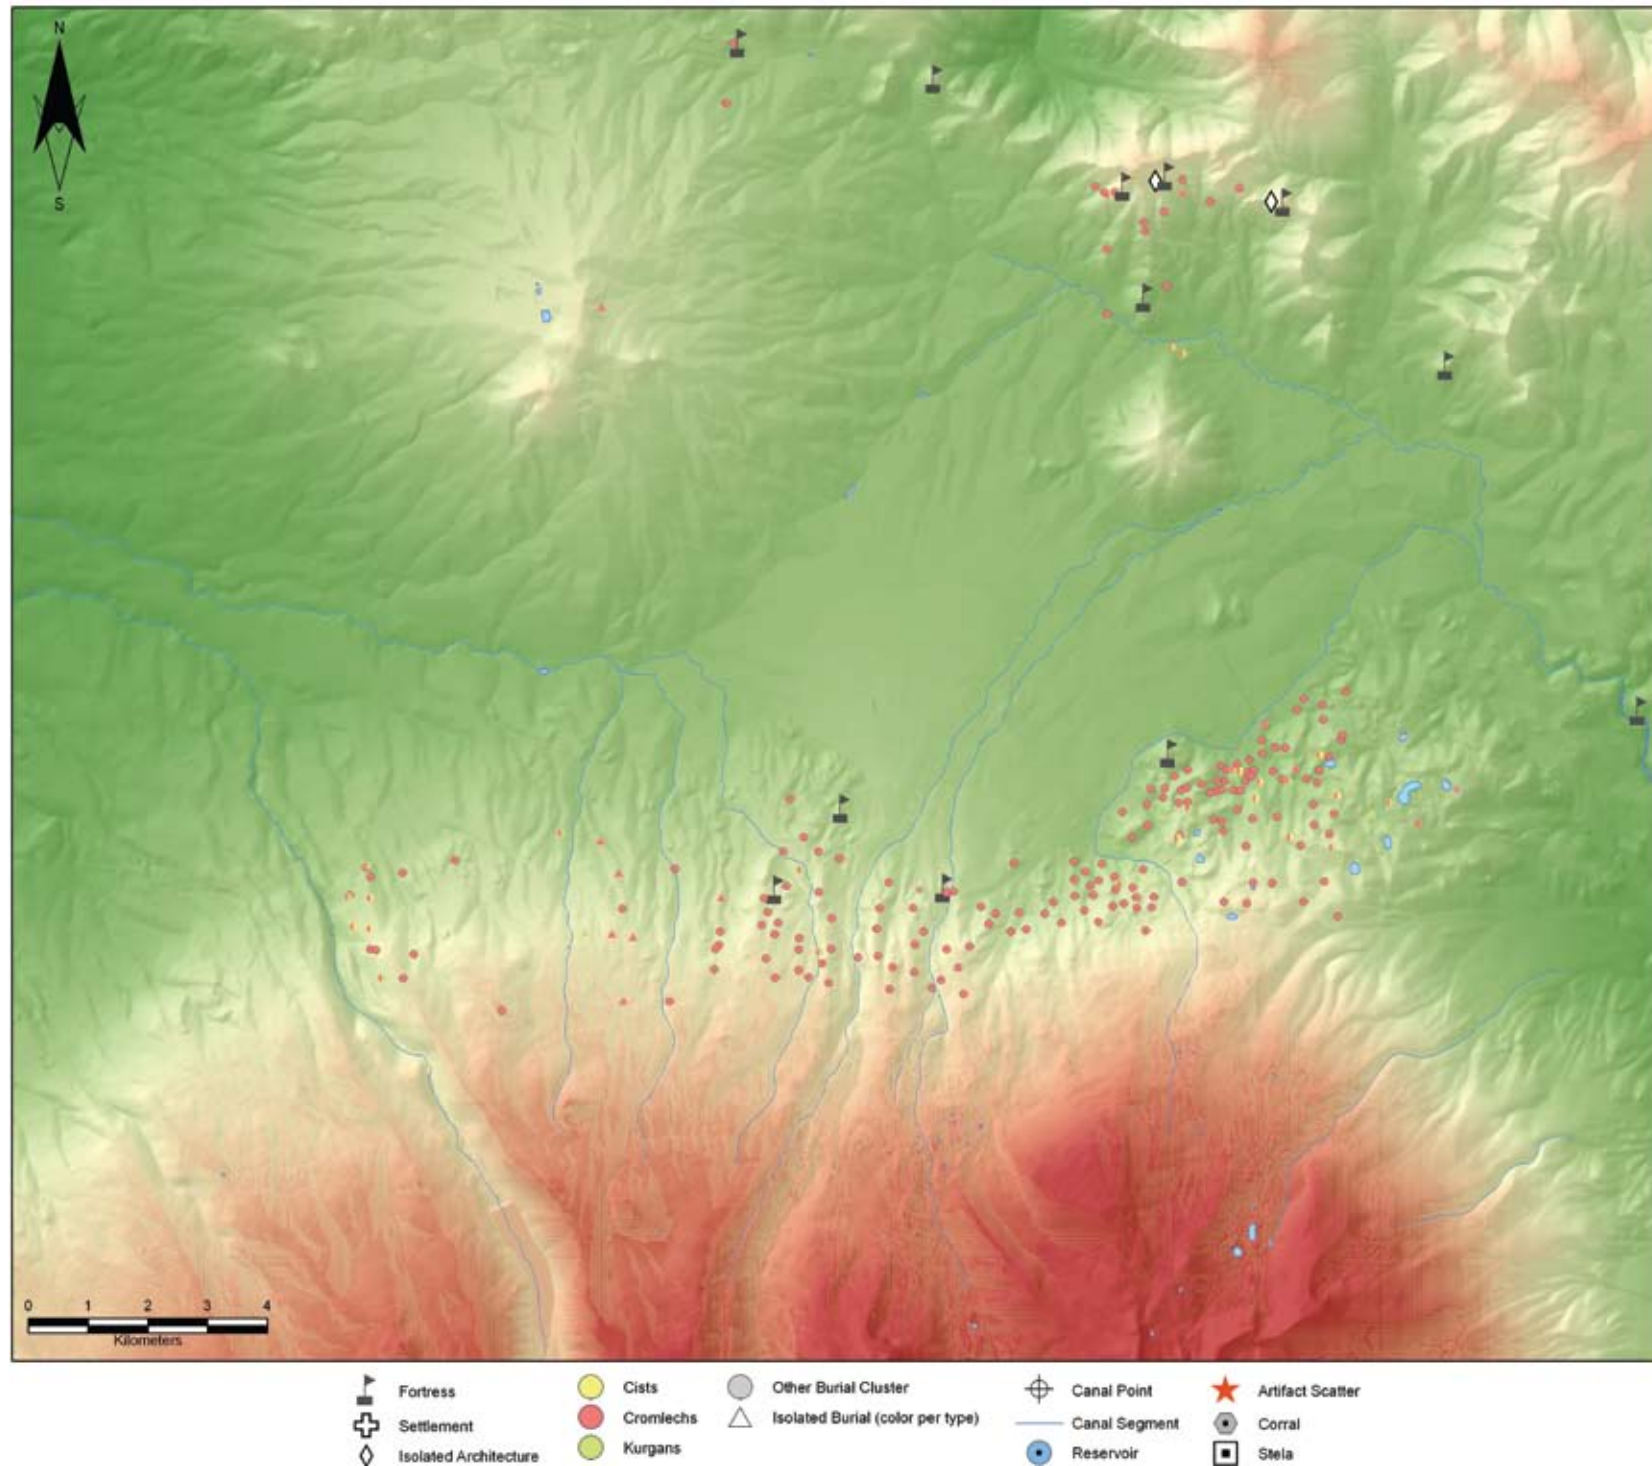 N
S
0 1 2 3 4
Kilometers
Fortress
Settlement
Isolated Architecture
Cists
Cromlechs
Kurgans
Other Burial Cluster
Isolated Burial (color per type)
Canal Point
Canal Segment
Reservoir
Artifact Scatter
Corral
Stela